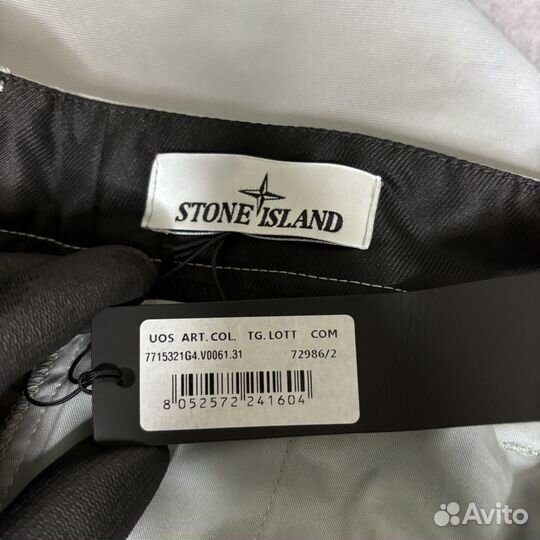 STONE ISLAND
UOS ART.COL. TG.LOTT COM
7715321G4.V0061.31 72986/2
8 052572 241604
Avito